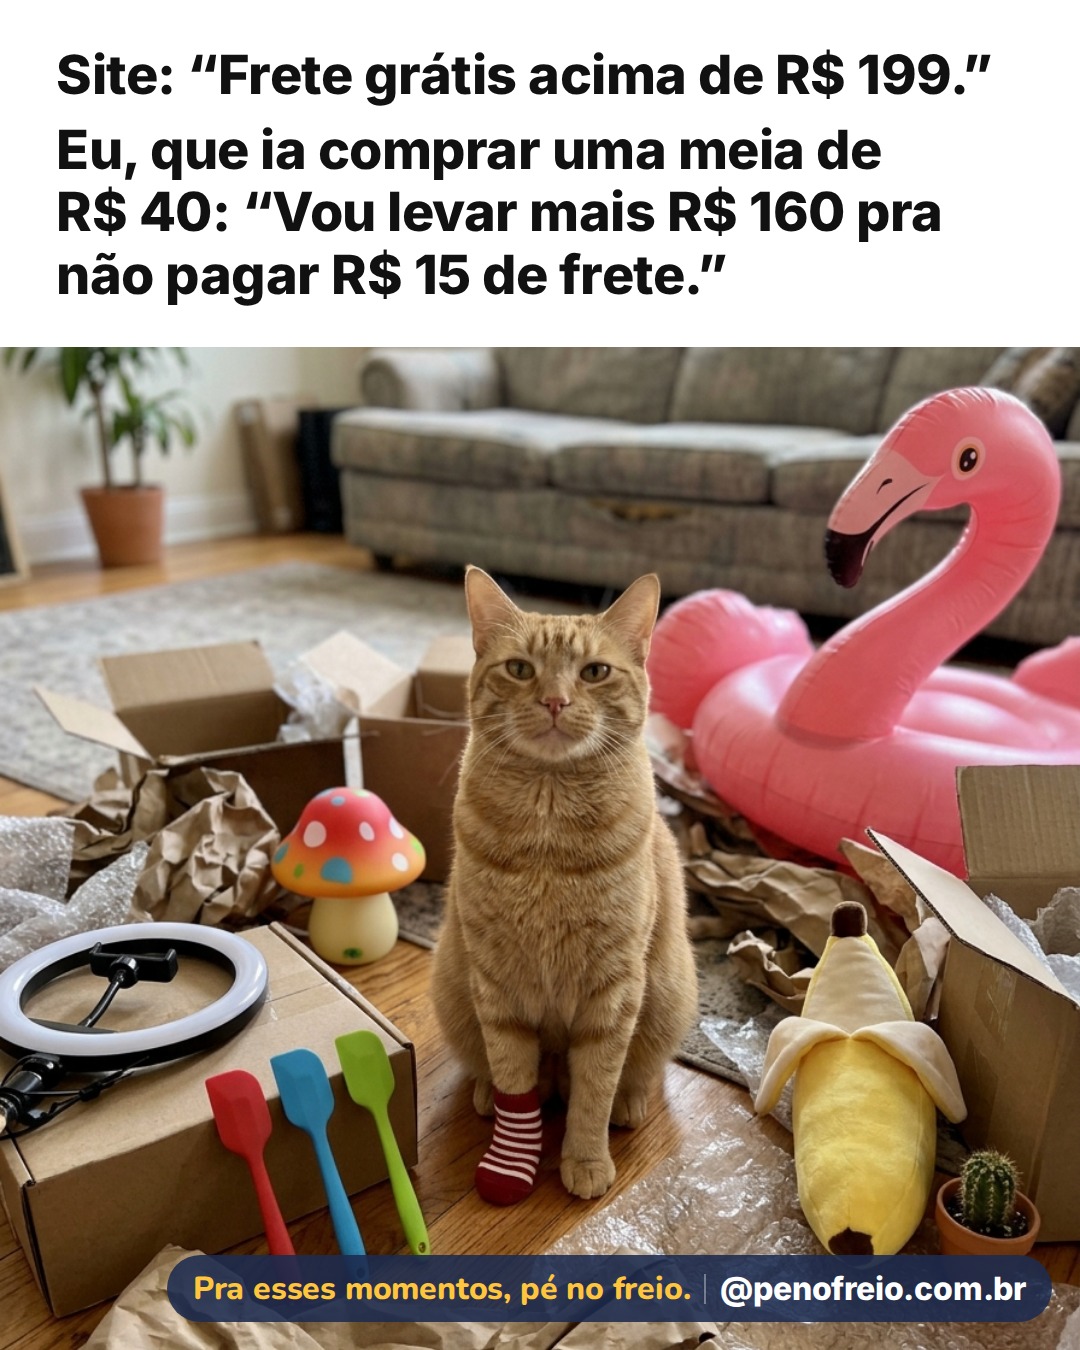 Site: “Frete grátis acima de R$ 199.”
Eu, que ia comprar uma meia de
R$ 40: “Vou levar mais R$ 160 pra
não pagar R$ 15 de frete.”
Pra esses momentos, pé no freio. | @penofreio.com.br